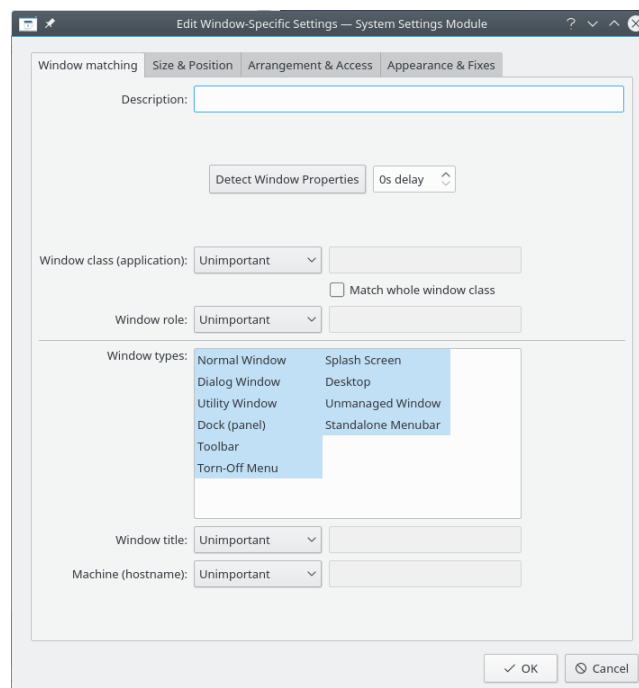 Edit Window-Specific Settings — System Settings Module
Window matching Size & Position Arrangement & Access Appearance & Fixes
Description:
Detect Window Properties 0s delay
Window class (application): Unimportant
Match whole window class
Window role: Unimportant
Window types: Normal Window Splash Screen
Dialog Window Desktop
Utility Window Unmanaged Window
Dock (panel) Standalone Menubar
Toolbar
Torn-Off Menu
Window title: Unimportant
Machine (hostname): Unimportant
OK Cancel